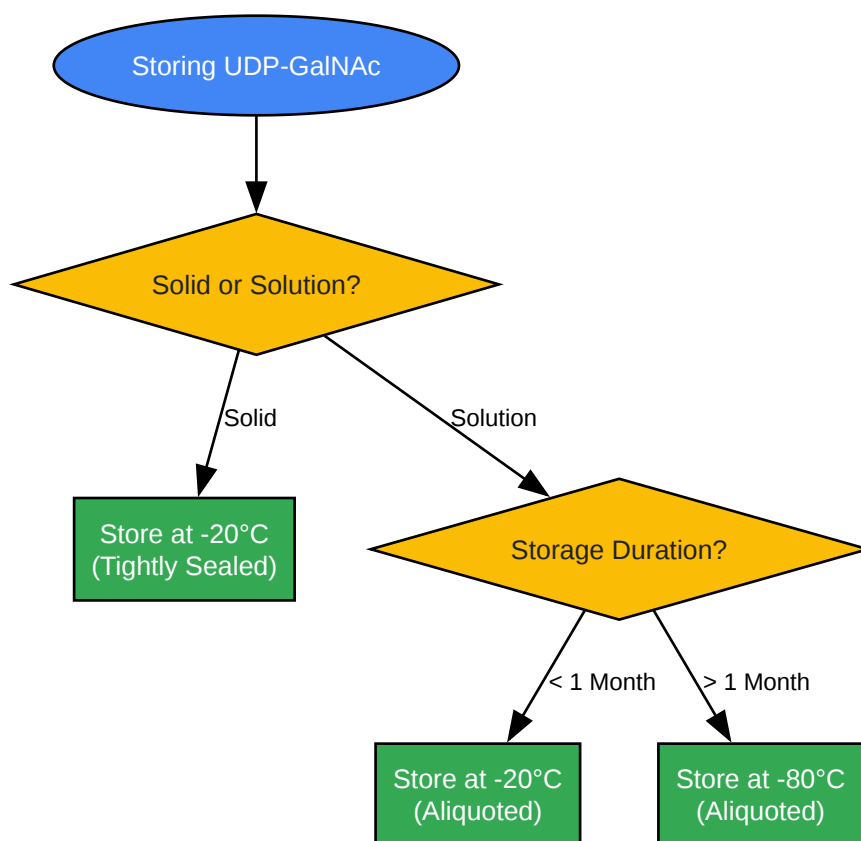 Storing UDP-GalNAc
Solid or Solution?
Solid
Solution
Store at -20°C
(Tightly Sealed)
Storage Duration?
< 1 Month
> 1 Month
Store at -20°C
(Aliquoted)
Store at -80°C
(Aliquoted)